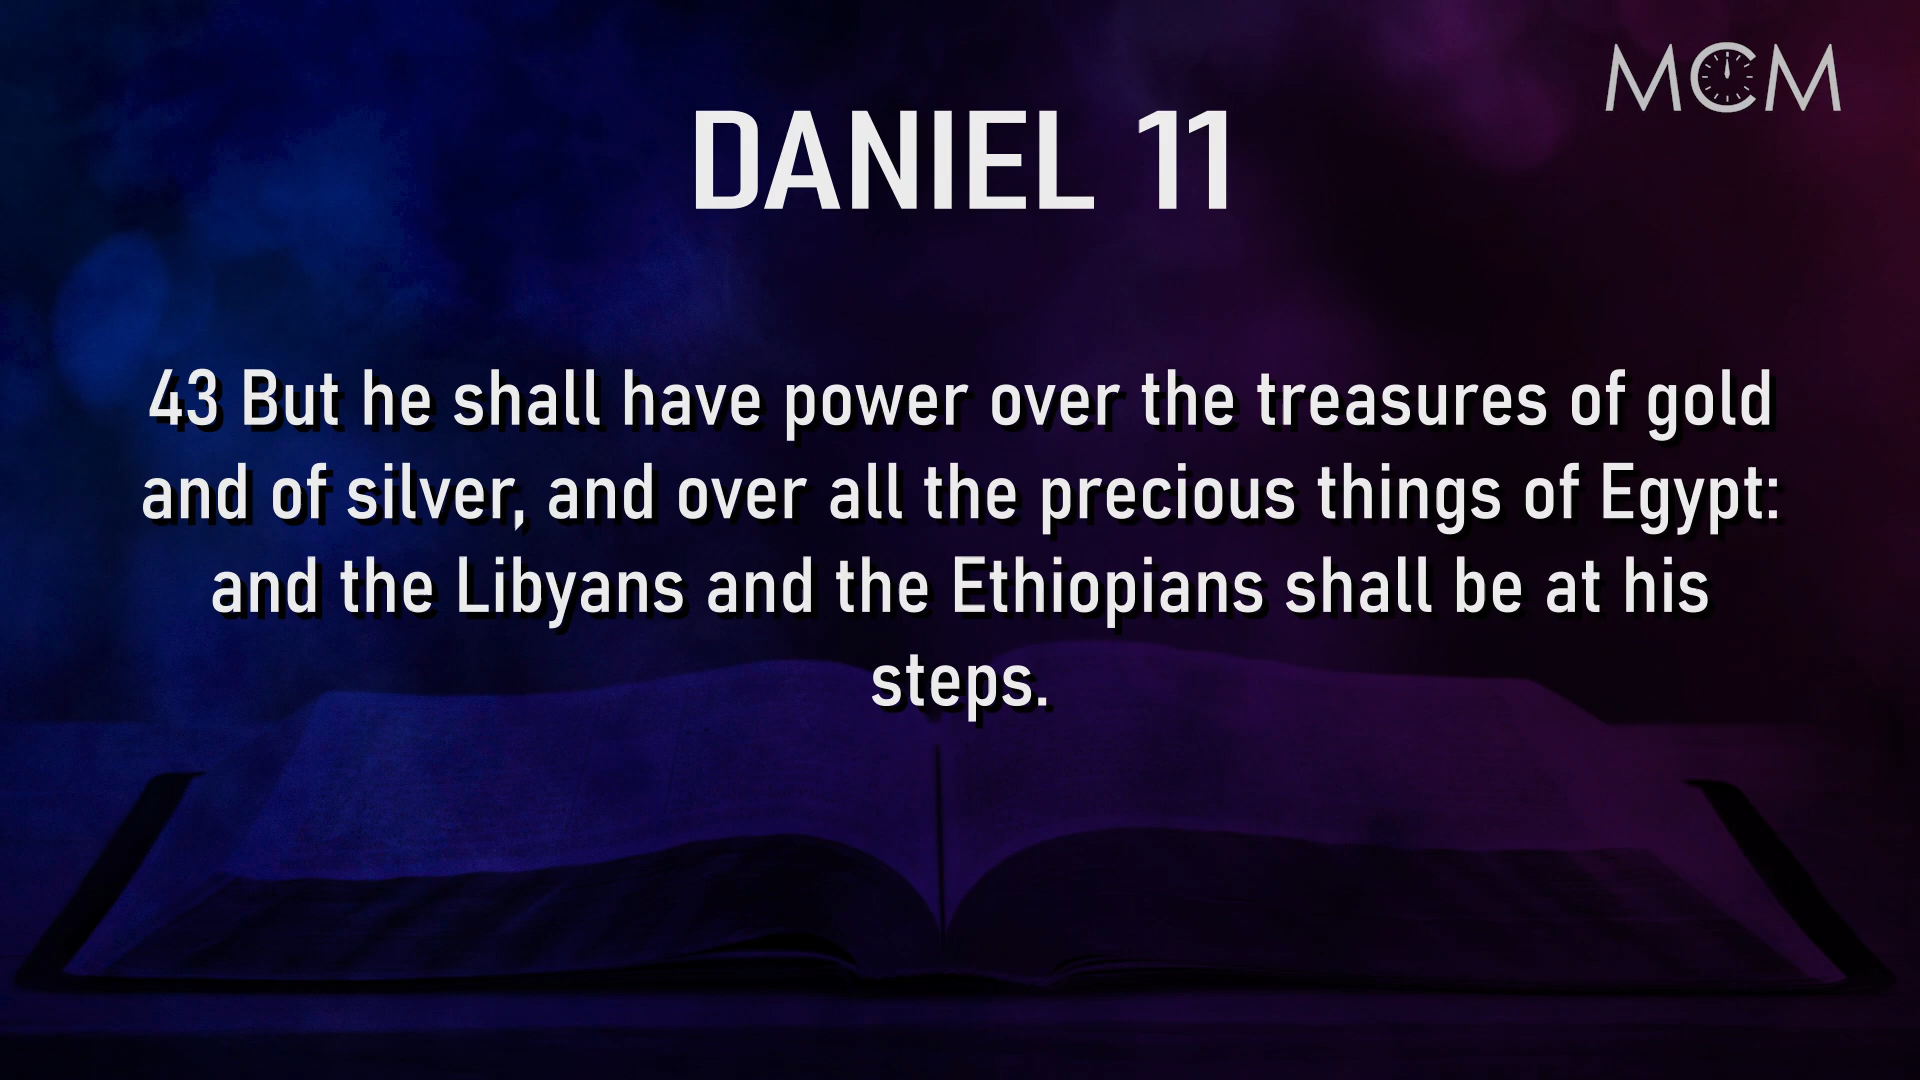 MCM
DANIEL 11
43 But he shall have power over the treasures of gold
and of silver, and over all the precious things of Egypt:
and the Libyans and the Ethiopians shall be at his
steps.